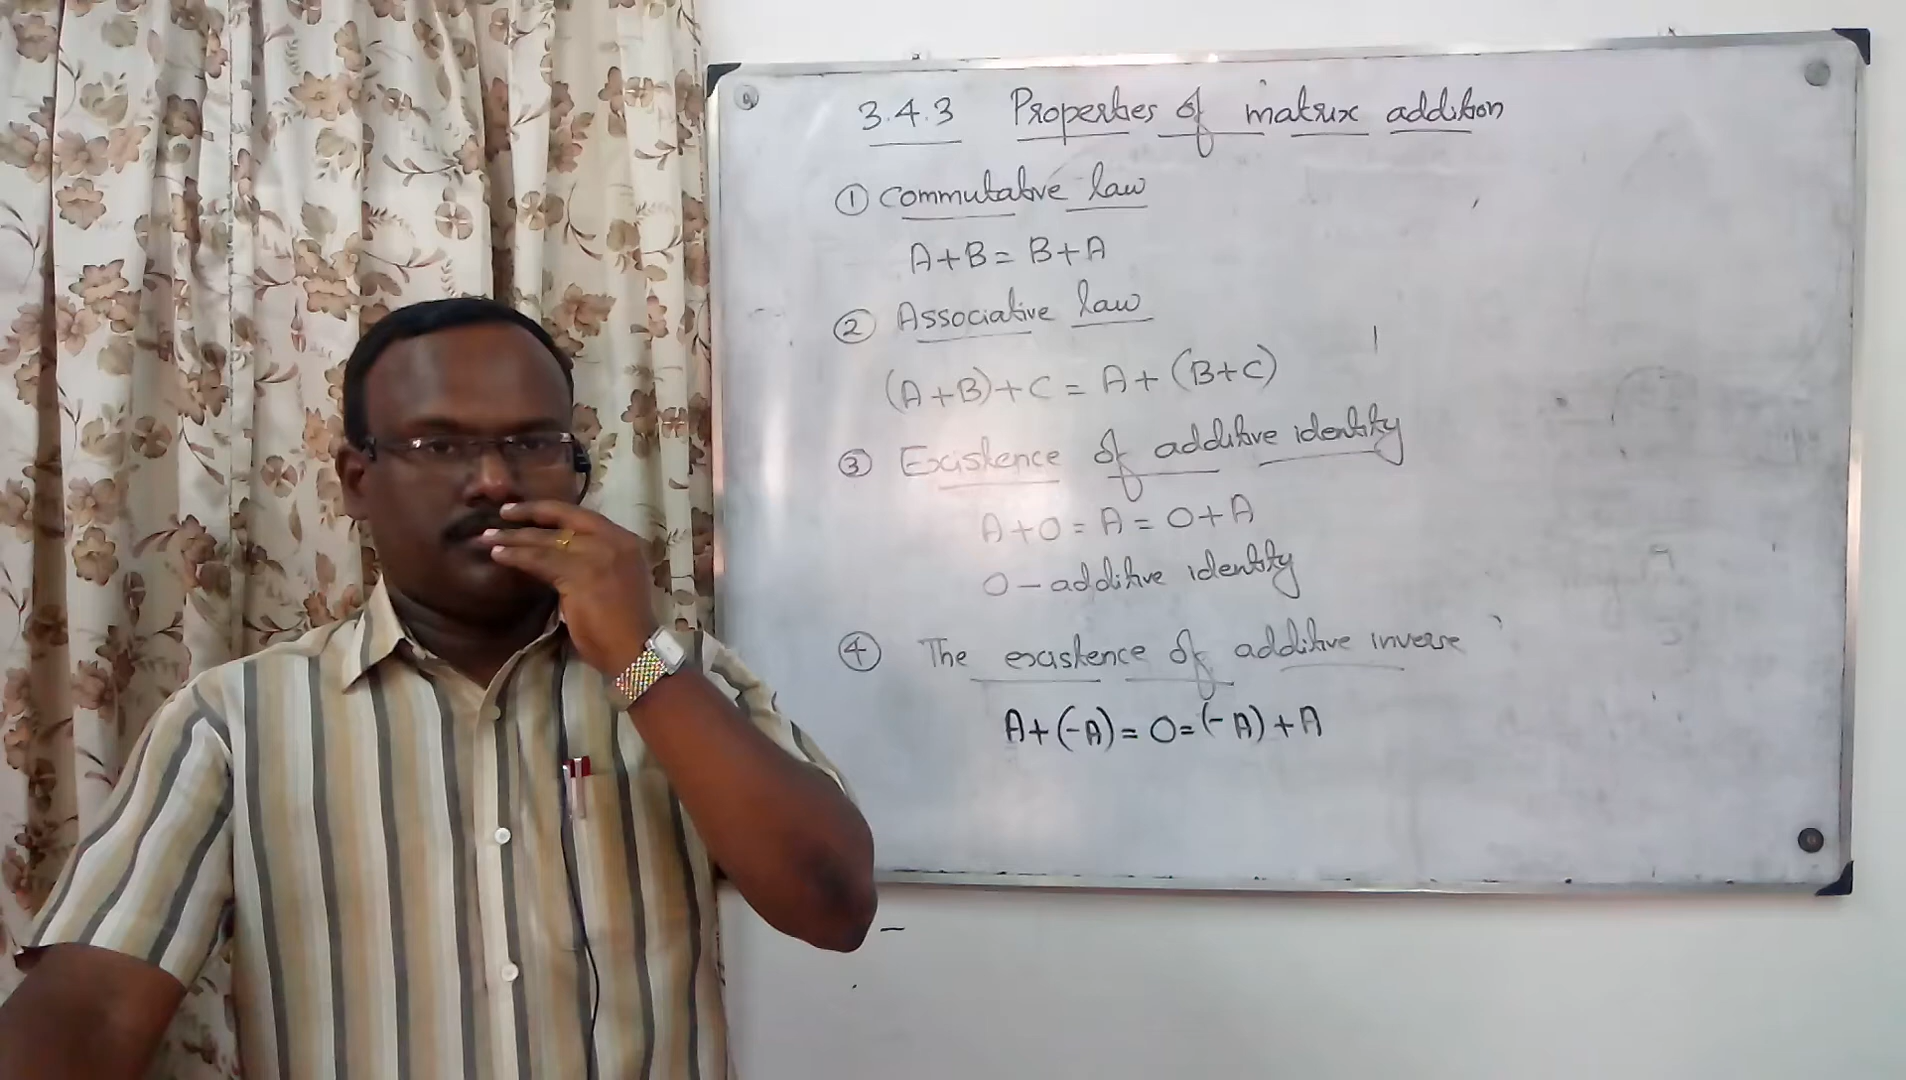 3.4.3 Properties of matrix addition
① Commutative law
A+B = B+A
② Associative law
(A+B)+C = A+(B+C)
③ Existence of additive identity
A+O = A = O+A
O - additive identity
④ The existence of additive inverse
A+(-A) = O = (-A)+A